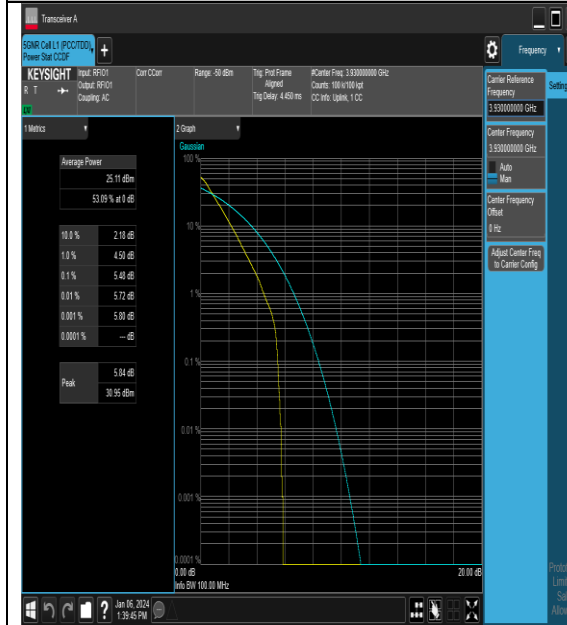 Transceiver A
5GNR Cell L1 (PCC/TDD)
Power Stat CCDF
Frequency
KEYSIGHT
R T
LV
Input: RFIO1
Output: RFIO1
Coupling: AC
Corr CCorr
Range: -50 dBm
Trig: Prot Frame
Aligned
Trig Delay: 4.450 ms
#Center Freq: 3.930000000 GHz
Counts: 100 k/100 kpt
CC Info: Uplink, 1 CC
Carrier Reference
Frequency
3.930000000 GHz
Setting
1 Metrics
2 Graph
Center Frequency
3.930000000 GHz
Auto
Man
Center Frequency
Offset
0 Hz
Adjust Center Freq
to Carrier Config
Average Power
25.11 dBm
53.09 % at 0 dB
10.0 % 2.18 dB
1.0 % 4.50 dB
0.1 % 5.48 dB
0.01 % 5.72 dB
0.001 % 5.80 dB
0.0001 % --- dB
Peak
5.84 dB
30.95 dBm
Gaussian
100 %
10 %
1 %
0.1 %
0.01 %
0.001 %
0.0001 %
0.00 dB
20.00 dB
Info BW 100.00 MHz
Limit
Allow
?
Jan 06, 2024
1:39:45 PM